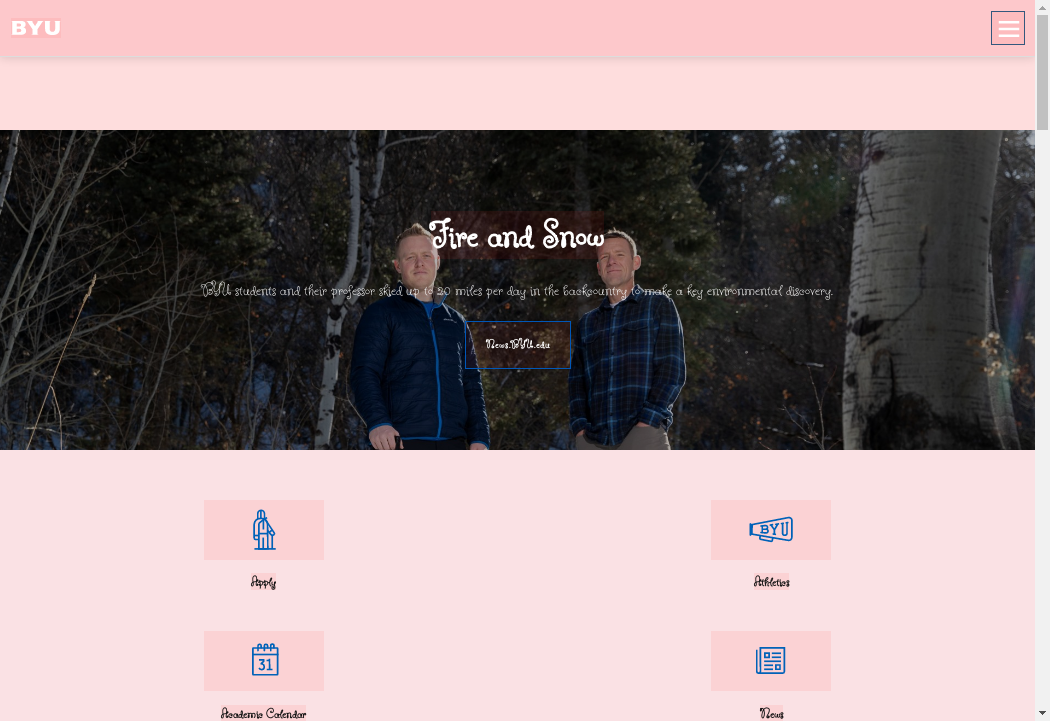 BYU
Fire and Snow
BYU students and their professor skied up to 20 miles per day in the backcountry to make a key environmental discovery.
News.BYU.edu
BYU
Apply
Athletics
31
Academic Calendar
News